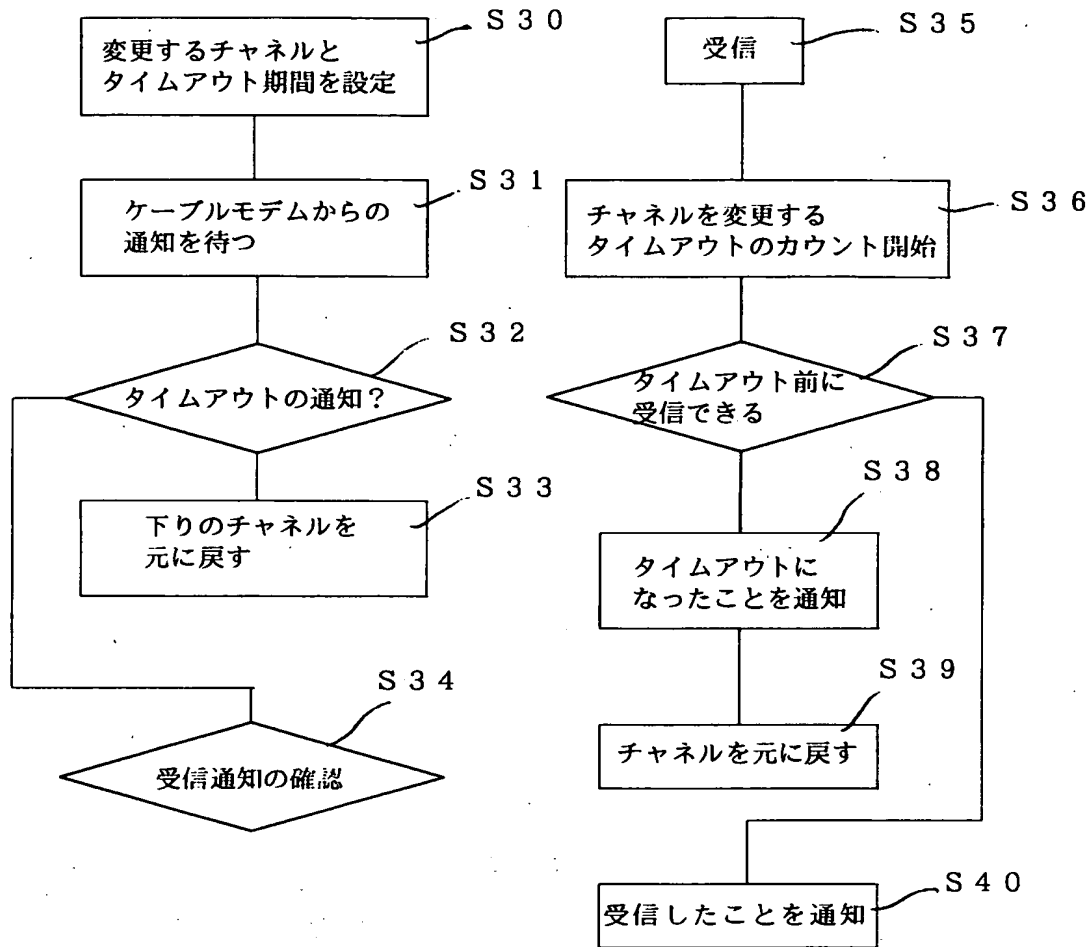 S30
変更するチャネルと
タイムアウト期間を設定
S31
ケーブルモデムからの
通知を待つ
S32
タイムアウトの通知?
S33
下りのチャネルを
元に戻す
S34
受信通知の確認
S35
受信
S36
チャネルを変更する
タイムアウトのカウント開始
S37
タイムアウト前に
受信できる
S38
タイムアウトに
なったことを通知
S39
チャネルを元に戻す
S40
受信したことを通知